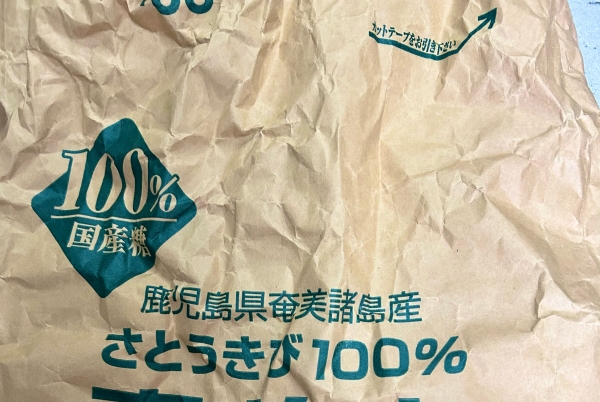 カットテープをお引き下さい
100%
国産糖
鹿児島県奄美諸島産
さとうきび100%